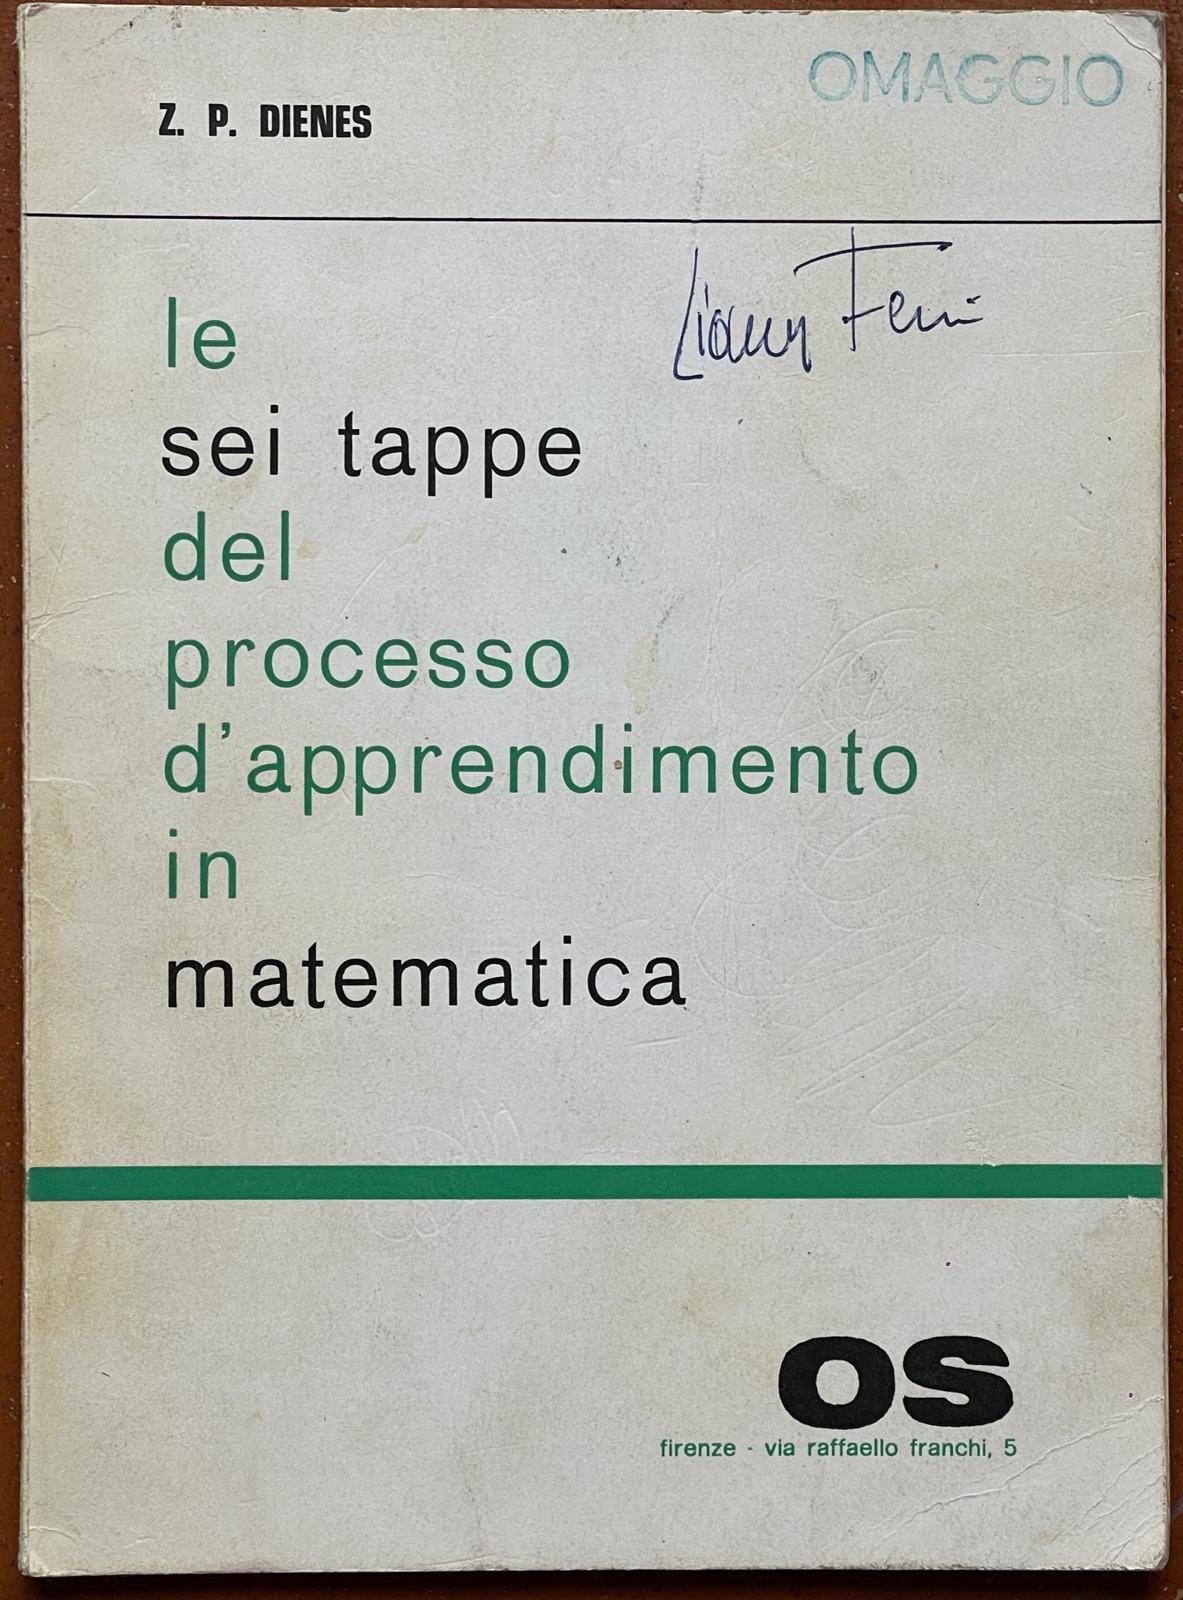 OMAGGIO
Z. P. DIENES
le
sei tappe
del
processo
d'apprendimento
in
matematica
os
firenze - via raffaello franchi, 5